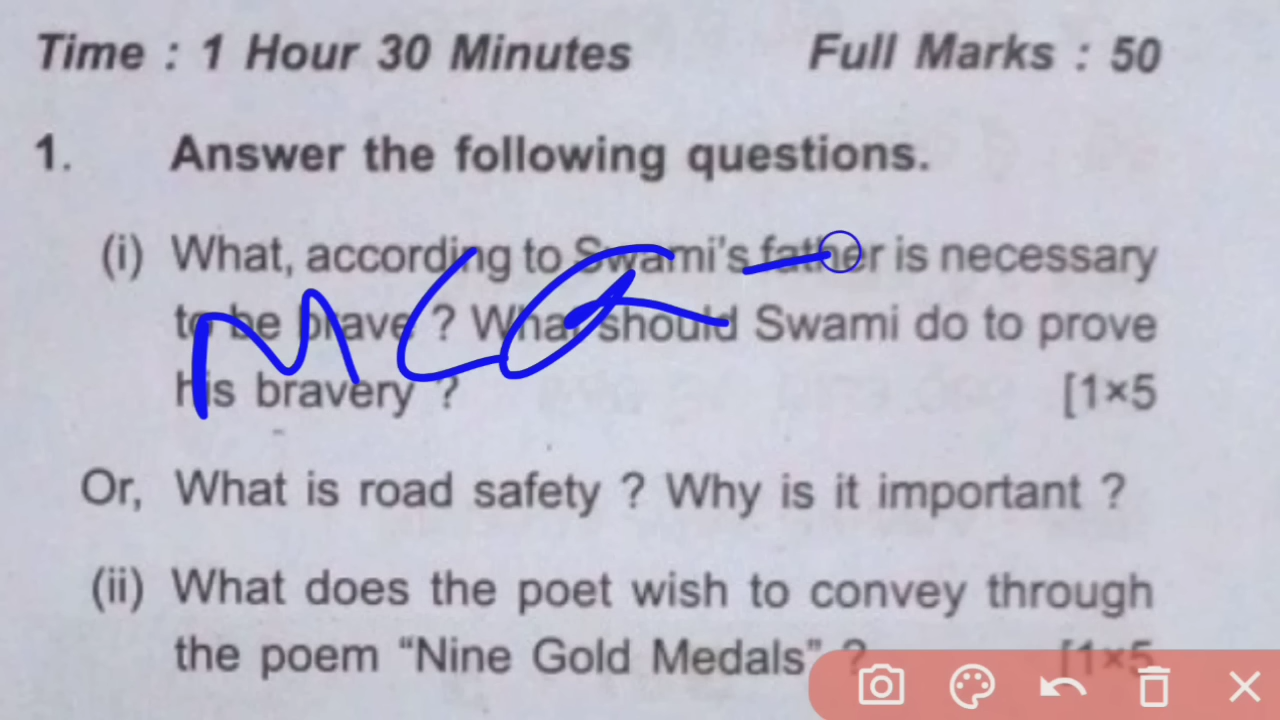 Time : 1 Hour 30 Minutes Full Marks : 50
1. Answer the following questions.
(i) What, according to Swami's father is necessary
to be brave ? What should Swami do to prove
his bravery ? [1×5
Or, What is road safety ? Why is it important ?
(ii) What does the poet wish to convey through
the poem “Nine Gold Medals” ? [1×5